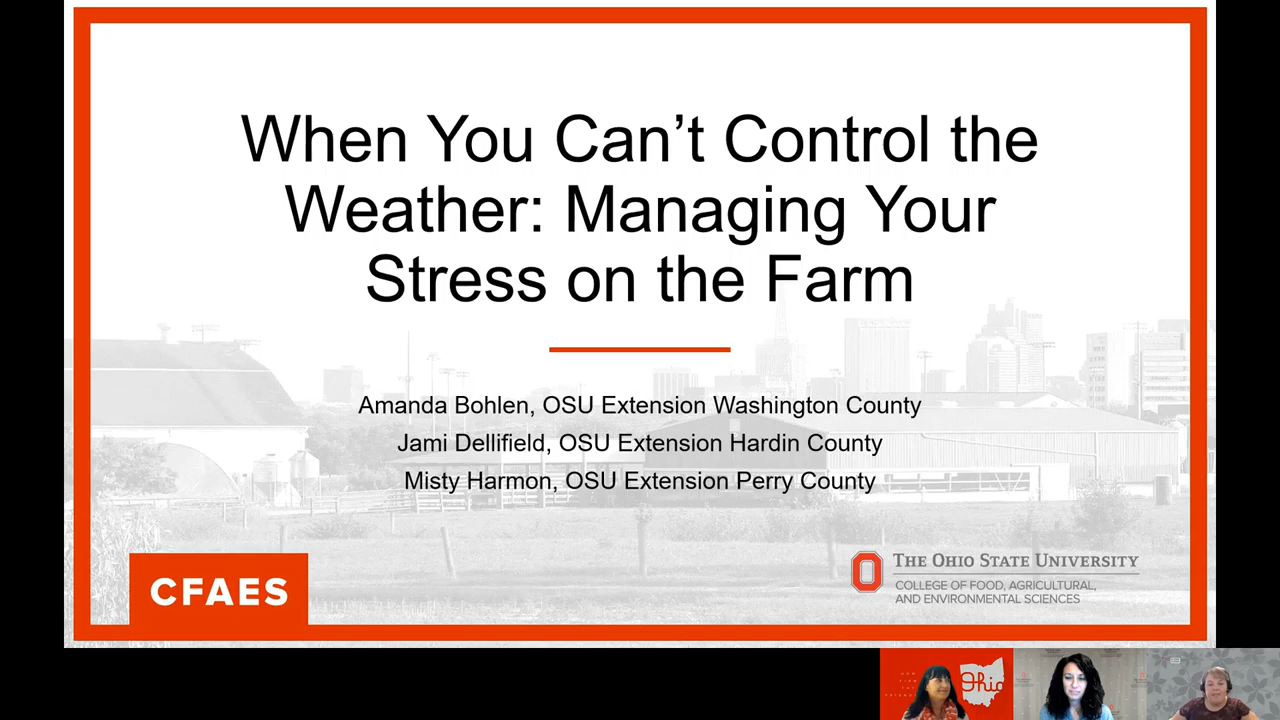 When You Can’t Control the
Weather: Managing Your
Stress on the Farm
Amanda Bohlen, OSU Extension Washington County
Jami Dellifield, OSU Extension Hardin County
Misty Harmon, OSU Extension Perry County
CFAES
THE OHIO STATE UNIVERSITY
COLLEGE OF FOOD, AGRICULTURAL,
AND ENVIRONMENTAL SCIENCES
Ohio